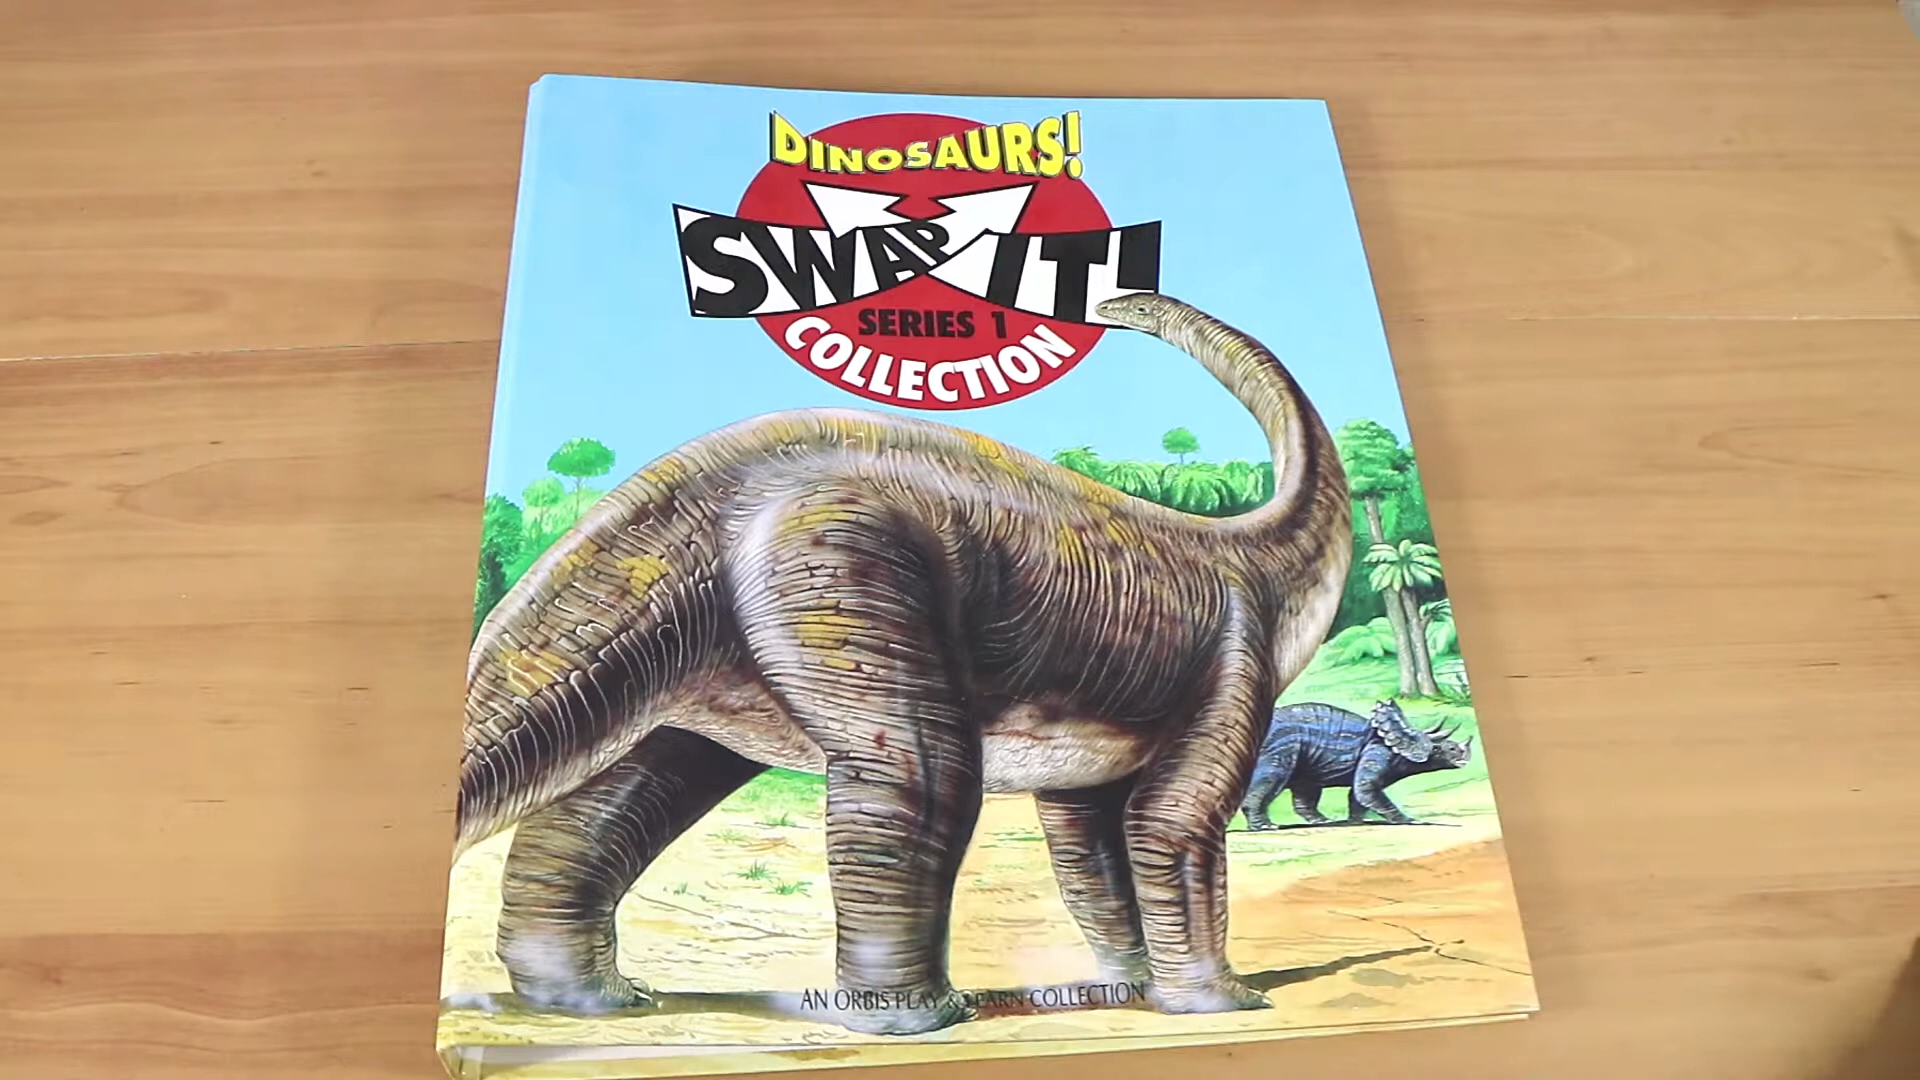 DINOSAURS!
SWAP IT!
SERIES 1
COLLECTION
AN ORBIS PLAY & LEARN COLLECTION